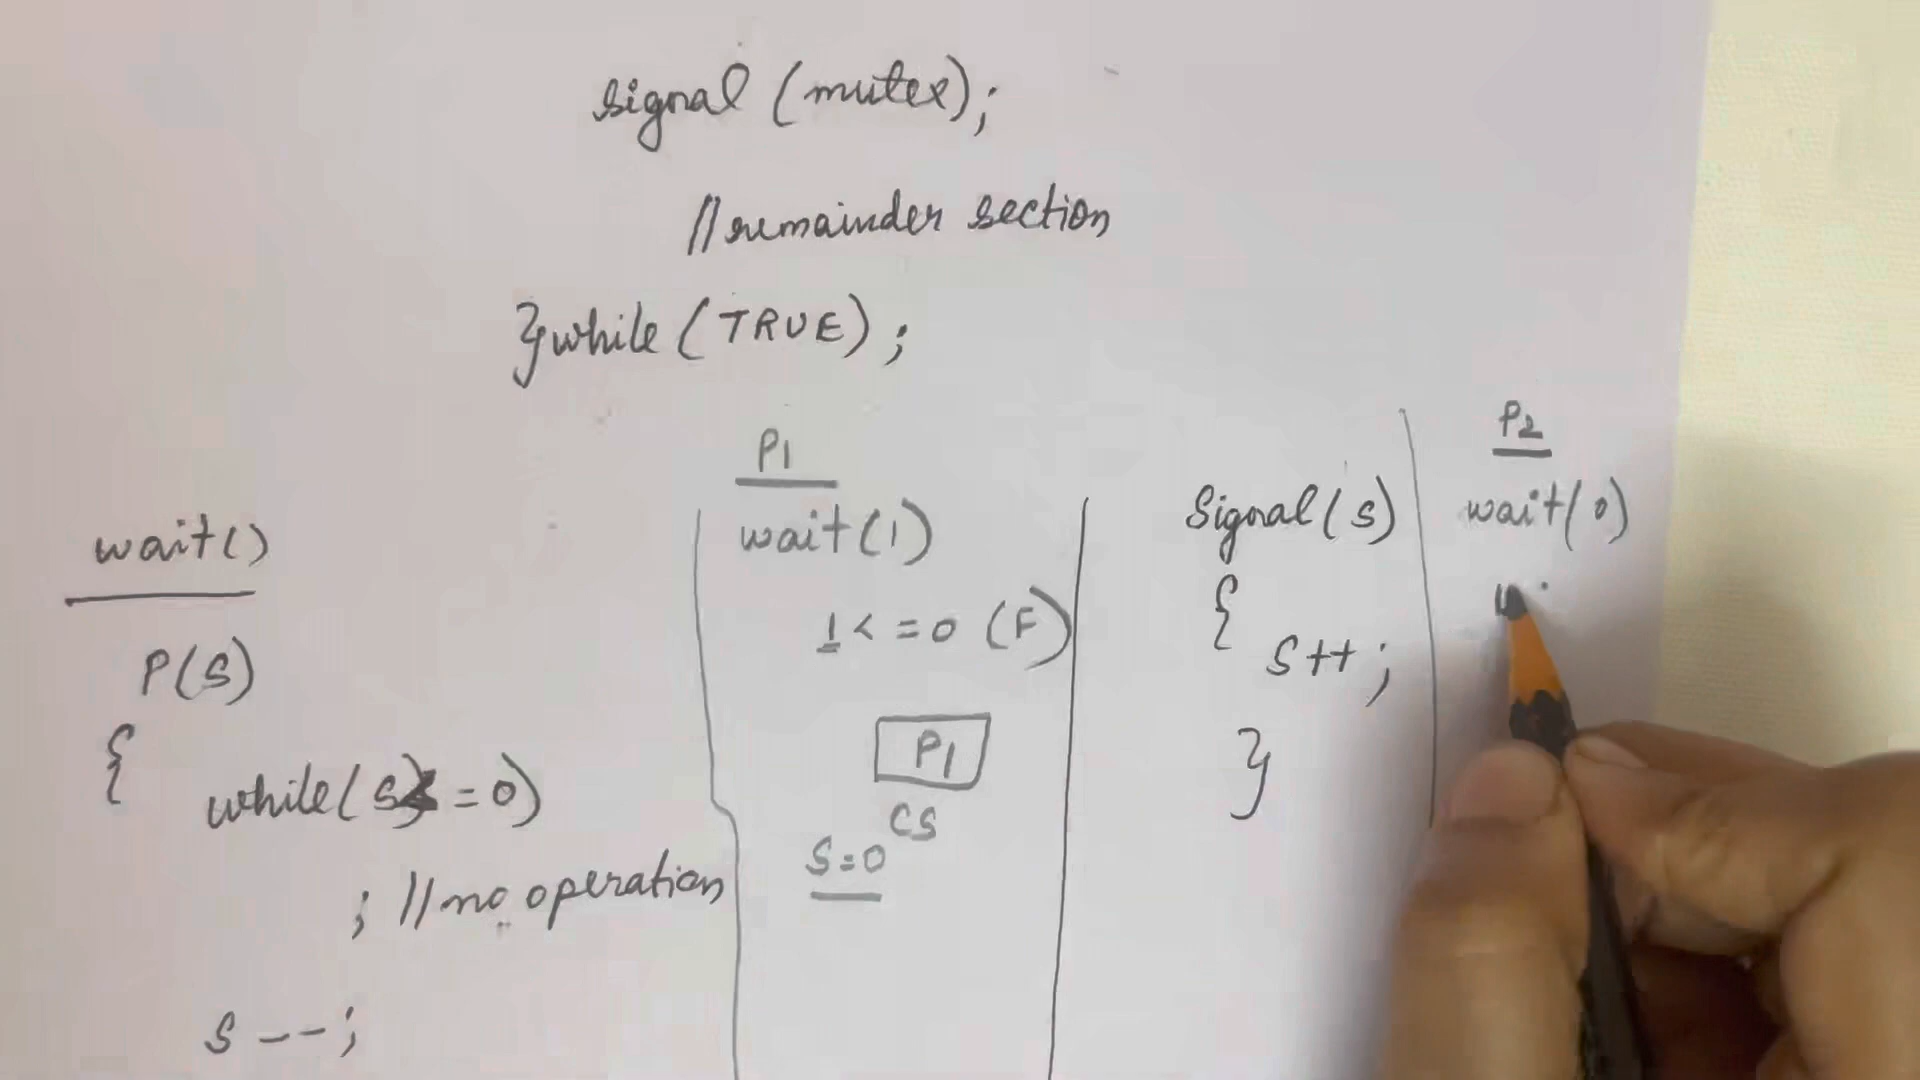 signal (mutex);
//remainder section
}while (TRUE);
wait()
P(S)
{
while(S<=0)
; //no operation
S--;
P1
wait(1)
1<=0 (F)
P1
CS
S=0
Signal(S)
{
S++;
}
P2
wait(0)